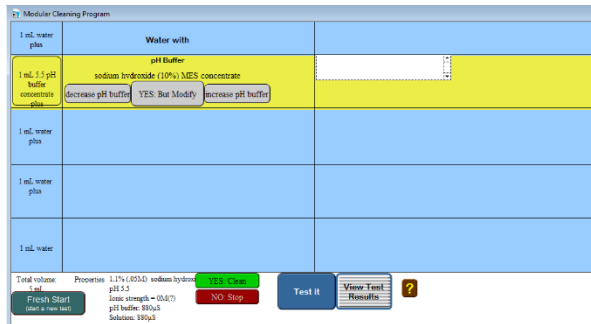 Modular Cleaning Program
1 mL water
plus
Water with
1 mL 5.5 pH
buffer
concentrate
plus
pH Buffer
sodium hydroxide (10%) MES concentrate
decrease pH buffer
YES: But Modify
increase pH buffer
1 mL water
plus
1 mL water
plus
1 mL water
Total volume:
5 mL
Properties
1.1% (.05M) sodium hydroxi
pH 5.5
Ionic strength = 0M(?)
pH buffer: 880µS
Solution: 880µS
YES: Clean
NO: Stop
Test it
View Test
Results
?
Fresh Start
(start a new test)